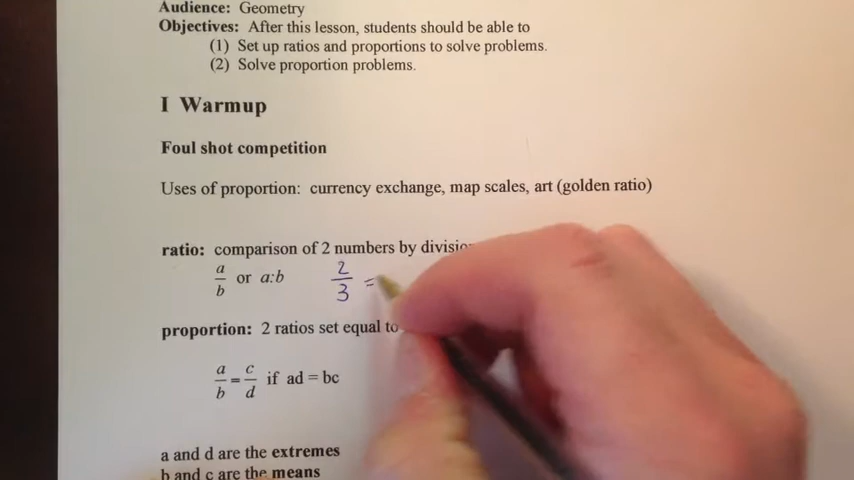 Audience: Geometry
Objectives: After this lesson, students should be able to
(1) Set up ratios and proportions to solve problems.
(2) Solve proportion problems.
I Warmup
Foul shot competition
Uses of proportion: currency exchange, map scales, art (golden ratio)
ratio: comparison of 2 numbers by
a/b or a:b 2/3 =
proportion: 2 ratios set equal to
a/b = c/d if ad = bc
a and d are the extremes
b and c are the means